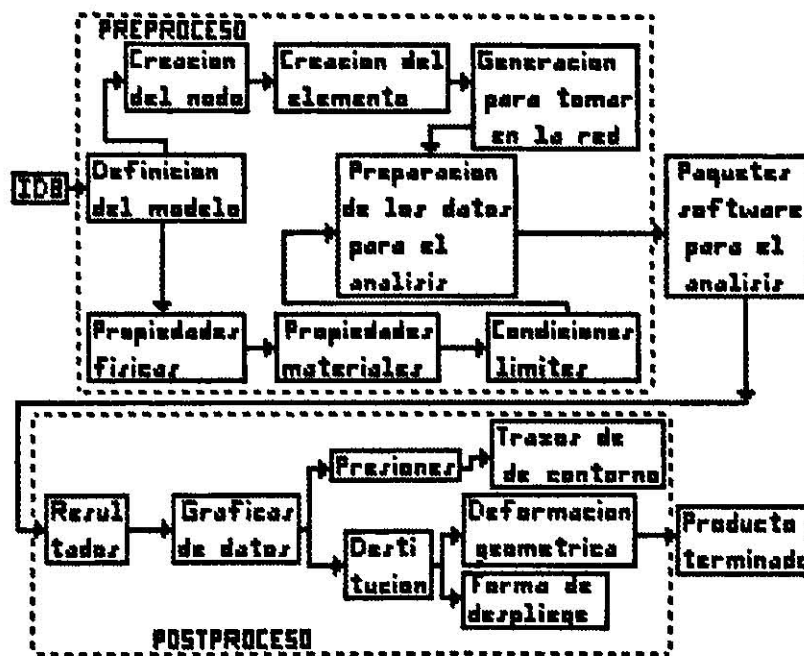 PREPROCESO
Creacion
del nodo
Creacion del
elemento
Generacion
para tomar
en la red
IDB
Definicion
del modelo
Preparacion
de los datos
para el
analisis
Paquetes
software
para el
analisis
Propiedades
fisicas
Propiedades
materiales
Condiciones
limites
Resul
tados
Graficas
de datos
Presiones
Trazos de
de contorno
Desti
tucion
Deformacion
geometrica
Forma de
despliege
Producto
terminado
POSTPROCESO